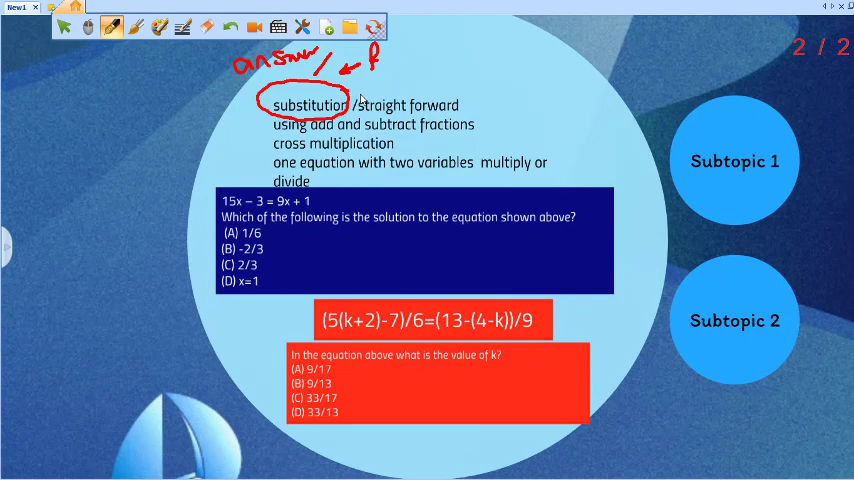 New1
2 / 2
answer
substitution /straight forward
using add and subtract fractions
cross multiplication
one equation with two variables multiply or
divide
15x – 3 = 9x + 1
Which of the following is the solution to the equation shown above?
(A) 1/6
(B) -2/3
(C) 2/3
(D) x=1
(5(k+2)-7)/6=(13-(4-k))/9
In the equation above what is the value of k?
(A) 9/17
(B) 9/13
(C) 33/17
(D) 33/13
Subtopic 1
Subtopic 2